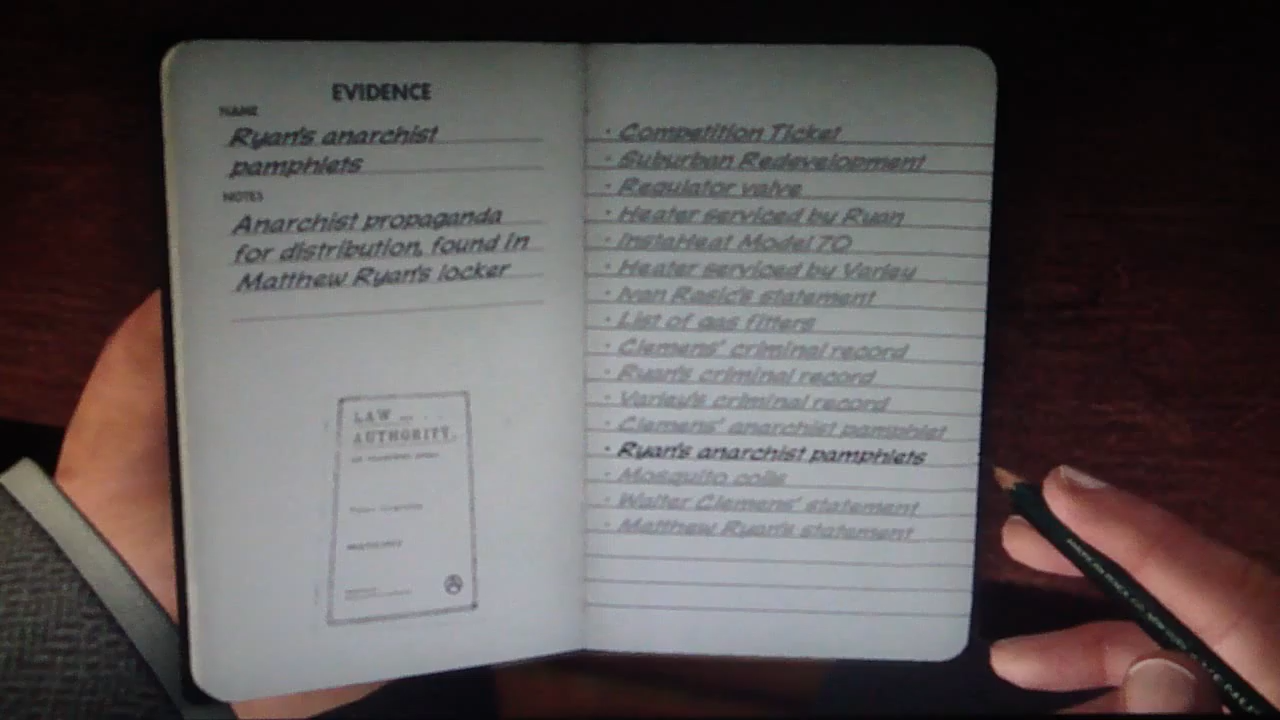 EVIDENCE
NAME
Ryan's anarchist
pamphlets
NOTES
Anarchist propaganda
for distribution, found in
Matthew Ryan's locker
LAW
AUTHORITY.
• Competition Ticket
• Suburban Redevelopment
• Regulator valve
• Heater serviced by Ryan
• InstaHeat Model 70
• Heater serviced by Varley
• Ivan Rasic's statement
• List of gas fitters
• Clemens' criminal record
• Ryan's criminal record
• Varley's criminal record
• Clemens' anarchist pamphlet
• Ryan's anarchist pamphlets
• Mosquito coils
• Walter Clemens' statement
• Matthew Ryan's statement